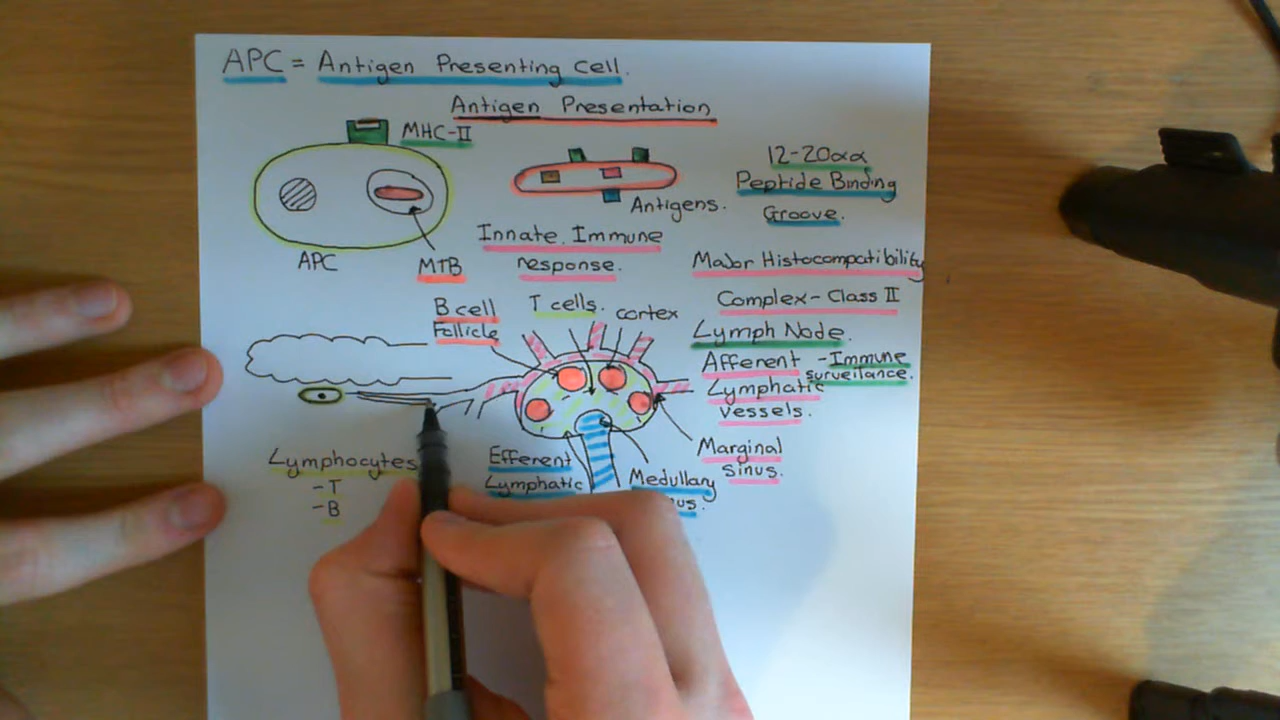 APC = Antigen Presenting Cell.
Antigen Presentation
MHC-II
APC
MTB
Antigens.
Innate Immune
response.
12-20αα
Peptide Binding
Groove.
Major Histocompatibility
Complex - Class II
B cell
Follicle
T cells.
cortex
Lymph Node.
Afferent
Lymphatic
vessels.
- Immune
surveillance.
Marginal
sinus.
Medullary
Efferent
Lymphatic
Lymphocytes
- T
- B